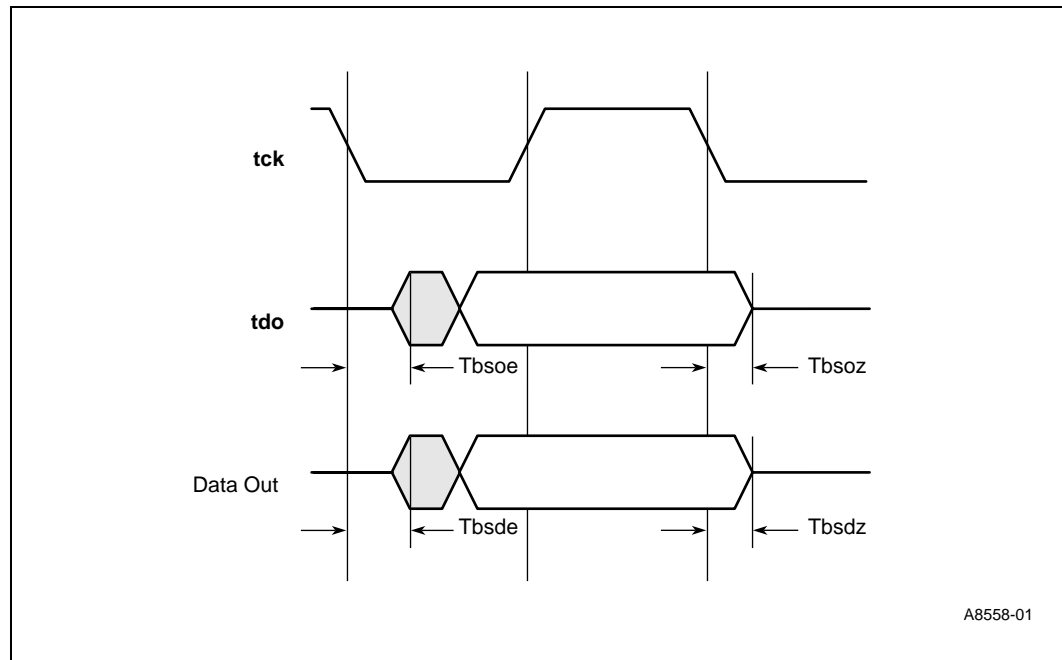 tck
tdo
Tbsoe
Tbsoz
Data Out
Tbsde
Tbsdz
A8558-01